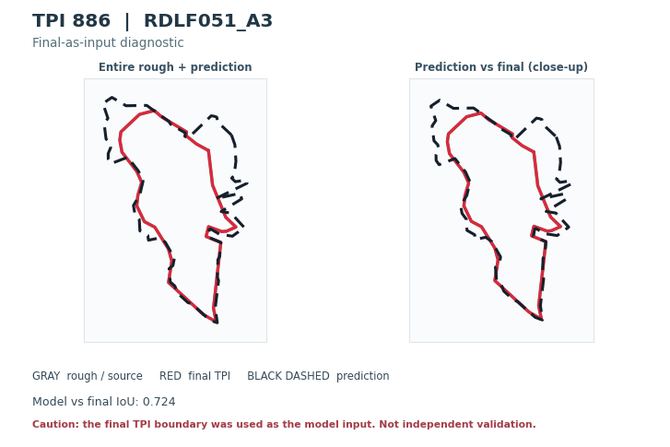 TPI 886 | RDLF051_A3
Final-as-input diagnostic
Entire rough + prediction
Prediction vs final (close-up)
GRAY rough / source RED final TPI BLACK DASHED prediction
Model vs final IoU: 0.724
Caution: the final TPI boundary was used as the model input. Not independent validation.